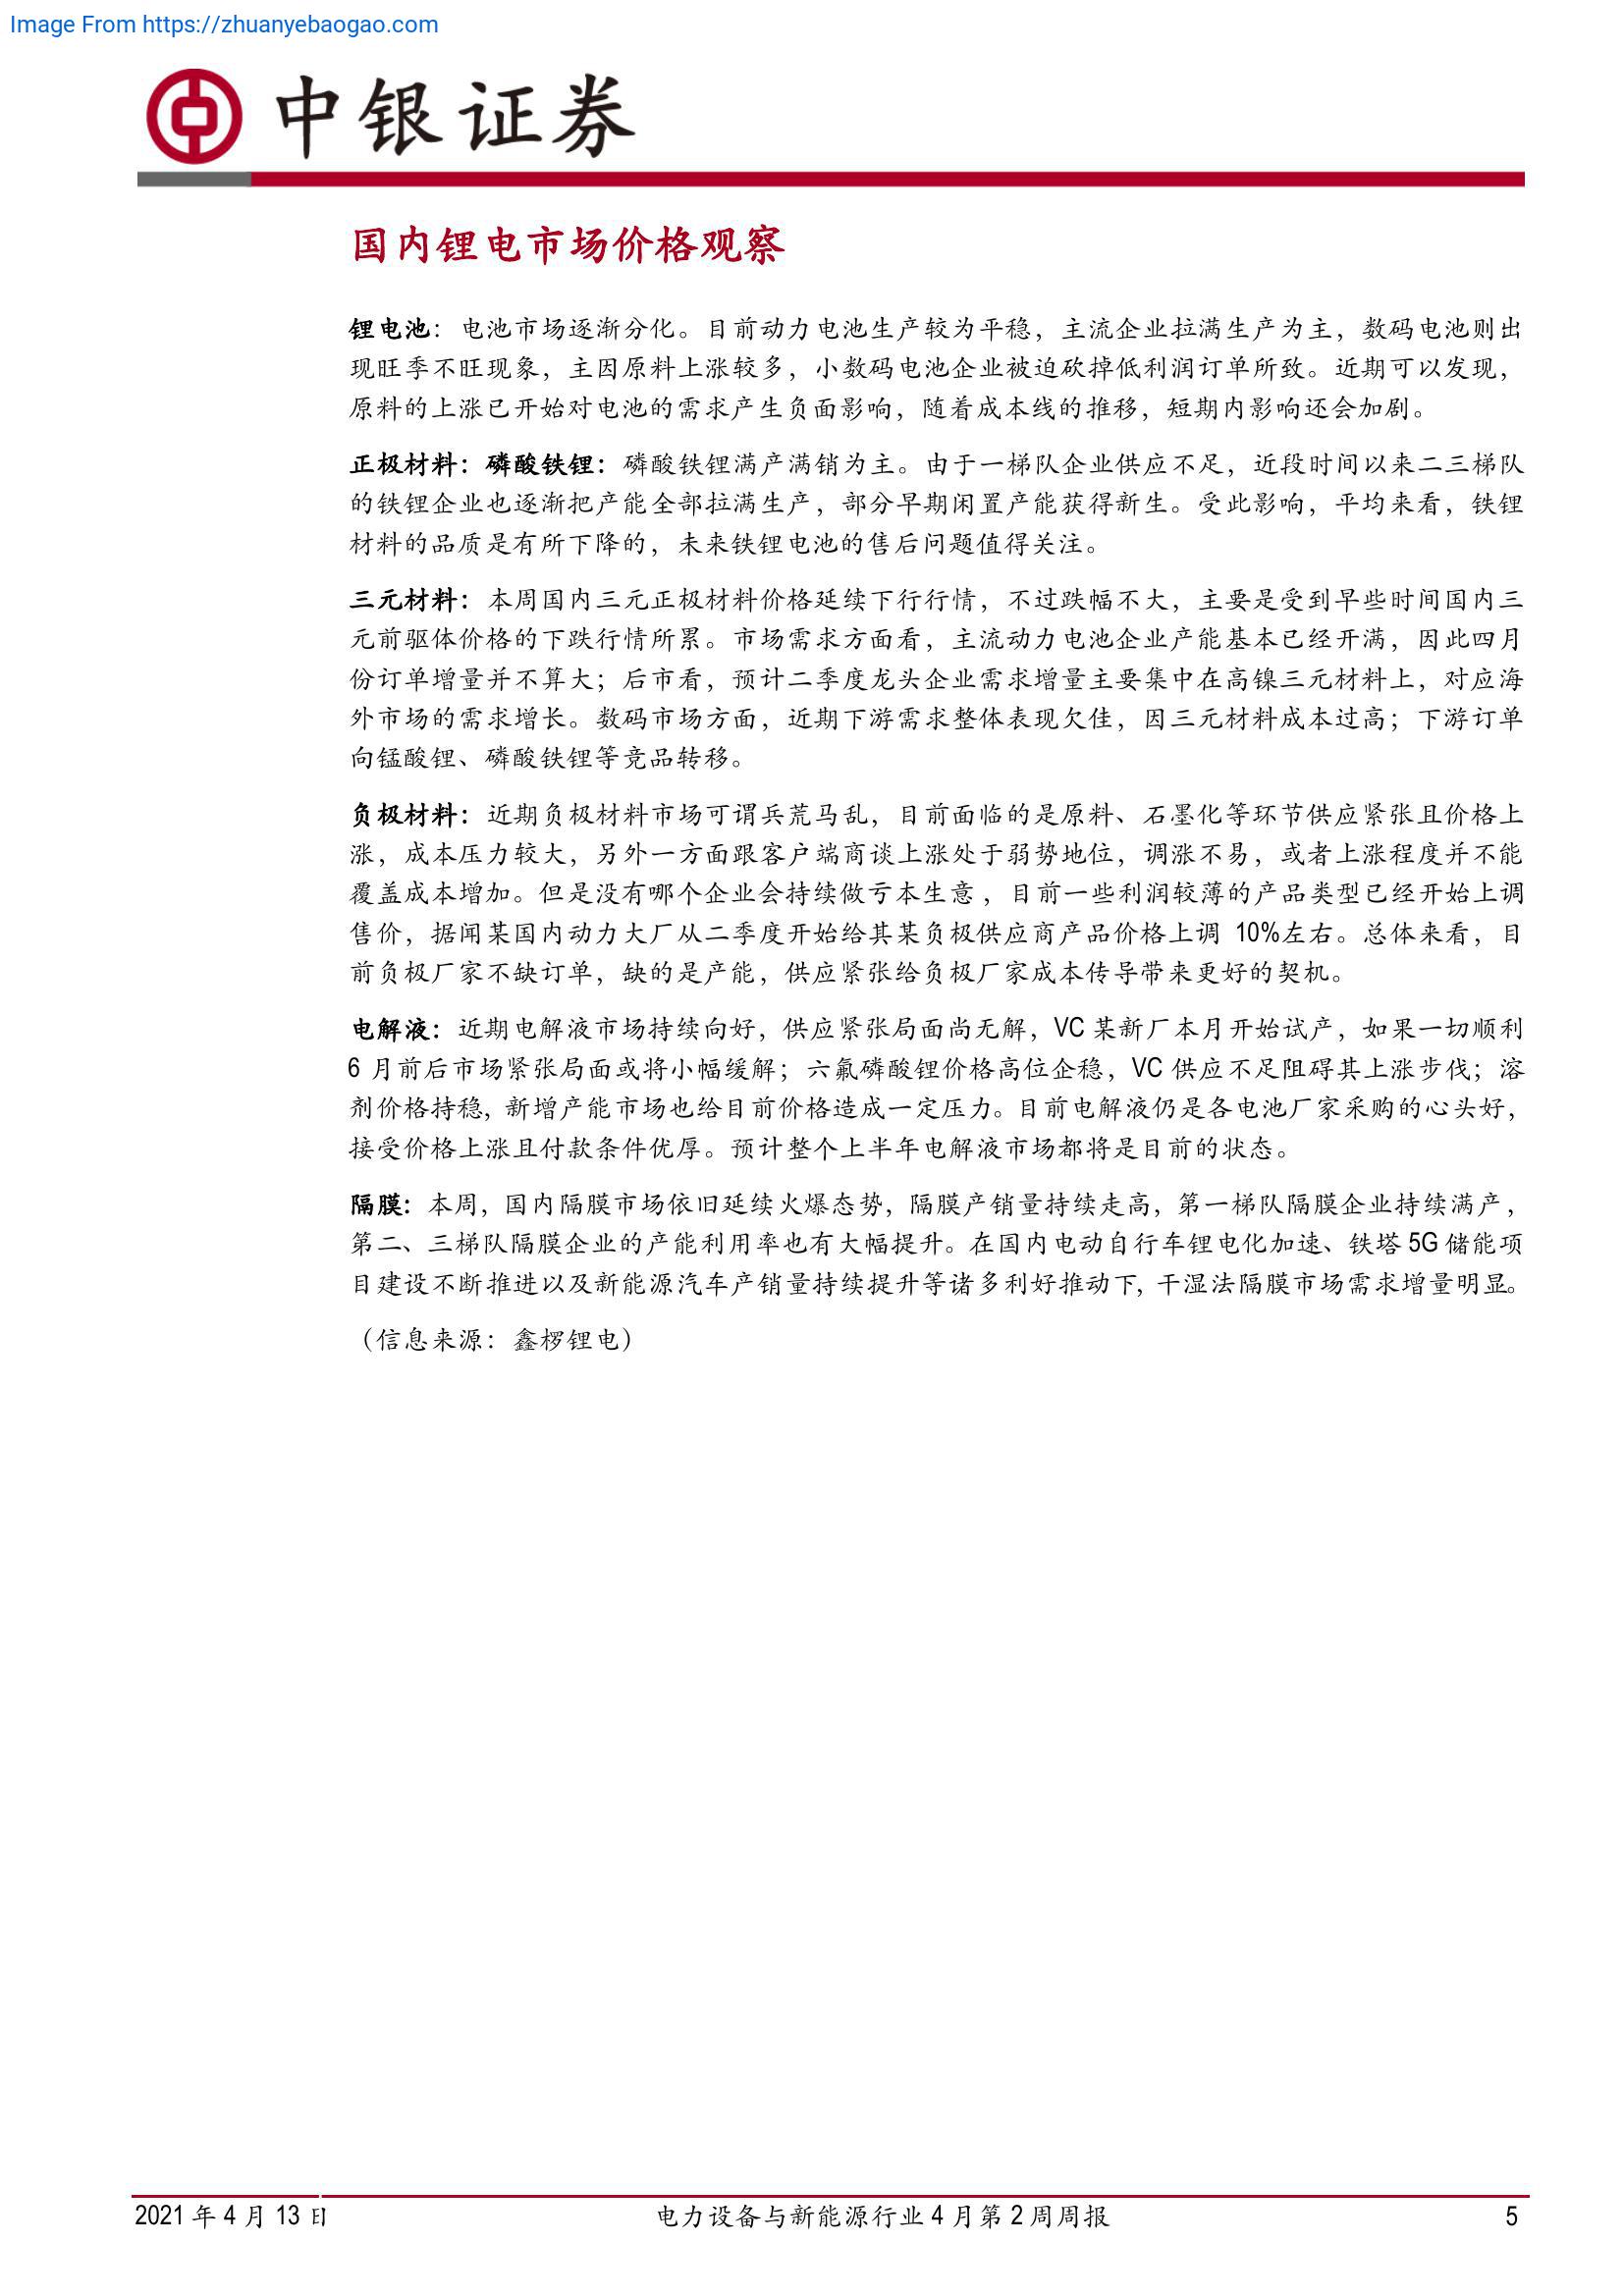 Image From https://zhuanyebaogao.com
中银证券
国内锂电市场价格观察
锂电池：电池市场逐渐分化。目前动力电池生产较为平稳，主流企业拉满生产为主，数码电池则出
现旺季不旺现象，主因原料上涨较多，小数码电池企业被迫砍掉低利润订单所致。近期可以发现，
原料的上涨已开始对电池的需求产生负面影响，随着成本线的推移，短期内影响还会加剧。
正极材料：磷酸铁锂：磷酸铁锂满产满销为主。由于一梯队企业供应不足，近段时间以来二三梯队
的铁锂企业也逐渐把产能全部拉满生产，部分早期闲置产能获得新生。受此影响，平均来看，铁锂
材料的品质是有所下降的，未来铁锂电池的售后问题值得关注。
三元材料：本周国内三元正极材料价格延续下行行情，不过跌幅不大，主要是受到早些时间国内三
元前驱体价格的下跌行情所累。市场需求方面看，主流动力电池企业产能基本已经开满，因此四月
份订单增量并不算大；后市看，预计二季度龙头企业需求增量主要集中在高镍三元材料上，对应海
外市场的需求增长。数码市场方面，近期下游需求整体表现欠佳，因三元材料成本过高；下游订单
向锰酸锂、磷酸铁锂等竞品转移。
负极材料：近期负极材料市场可谓兵荒马乱，目前面临的是原料、石墨化等环节供应紧张且价格上
涨，成本压力较大，另外一方面跟客户端商谈上涨处于弱势地位，调涨不易，或者上涨程度并不能
覆盖成本增加。但是没有哪个企业会持续做亏本生意，目前一些利润较薄的产品类型已经开始上调
售价，据闻某国内动力大厂从二季度开始给其某负极供应商产品价格上调 10%左右。总体来看，目
前负极厂家不缺订单，缺的是产能，供应紧张给负极厂家成本传导带来更好的契机。
电解液：近期电解液市场持续向好，供应紧张局面尚无解，VC 某新厂本月开始试产，如果一切顺利
6 月前后市场紧张局面或将小幅缓解；六氟磷酸锂价格高位企稳，VC 供应不足阻碍其上涨步伐；溶
剂价格持稳，新增产能市场也给目前价格造成一定压力。目前电解液仍是各电池厂家采购的心头好，
接受价格上涨且付款条件优厚。预计整个上半年电解液市场都将是目前的状态。
隔膜：本周，国内隔膜市场依旧延续火爆态势，隔膜产销量持续走高，第一梯队隔膜企业持续满产，
第二、三梯队隔膜企业的产能利用率也有大幅提升。在国内电动自行车锂电化加速、铁塔 5G 储能项
目建设不断推进以及新能源汽车产销量持续提升等诸多利好推动下，干湿法隔膜市场需求增量明显。
（信息来源：鑫椤锂电）
2021 年 4 月 13 日 电力设备与新能源行业 4 月第 2 周周报 5